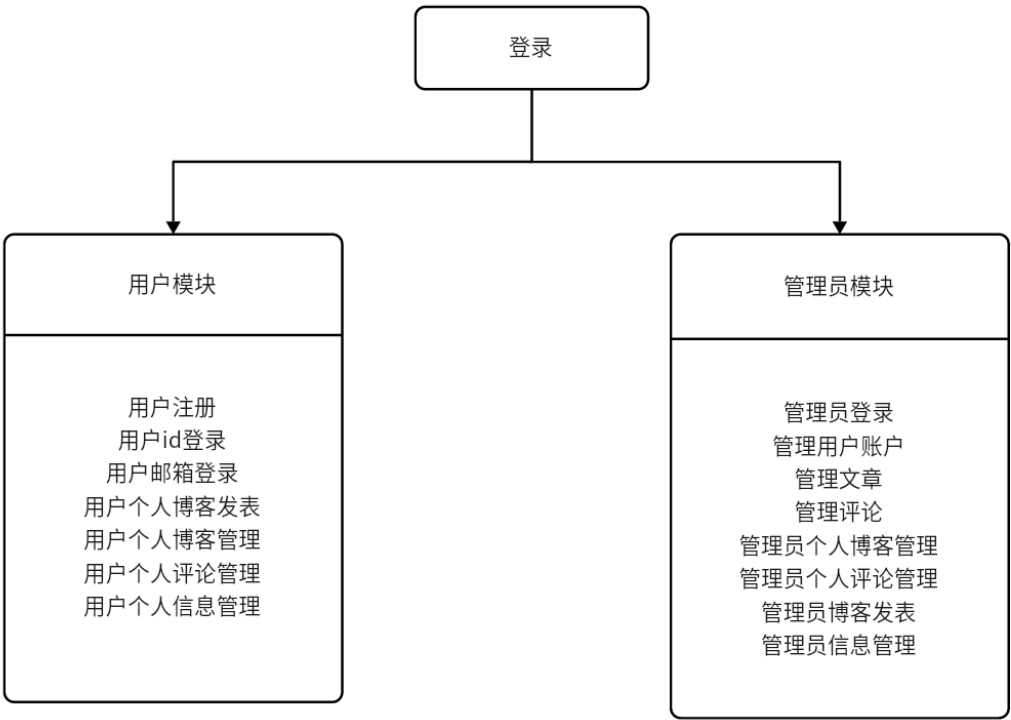 登录
用户模块
用户注册
用户id登录
用户邮箱登录
用户个人博客发表
用户个人博客管理
用户个人评论管理
用户个人信息管理
管理员模块
管理员登录
管理用户账户
管理文章
管理评论
管理员个人博客管理
管理员个人评论管理
管理员博客发表
管理员信息管理